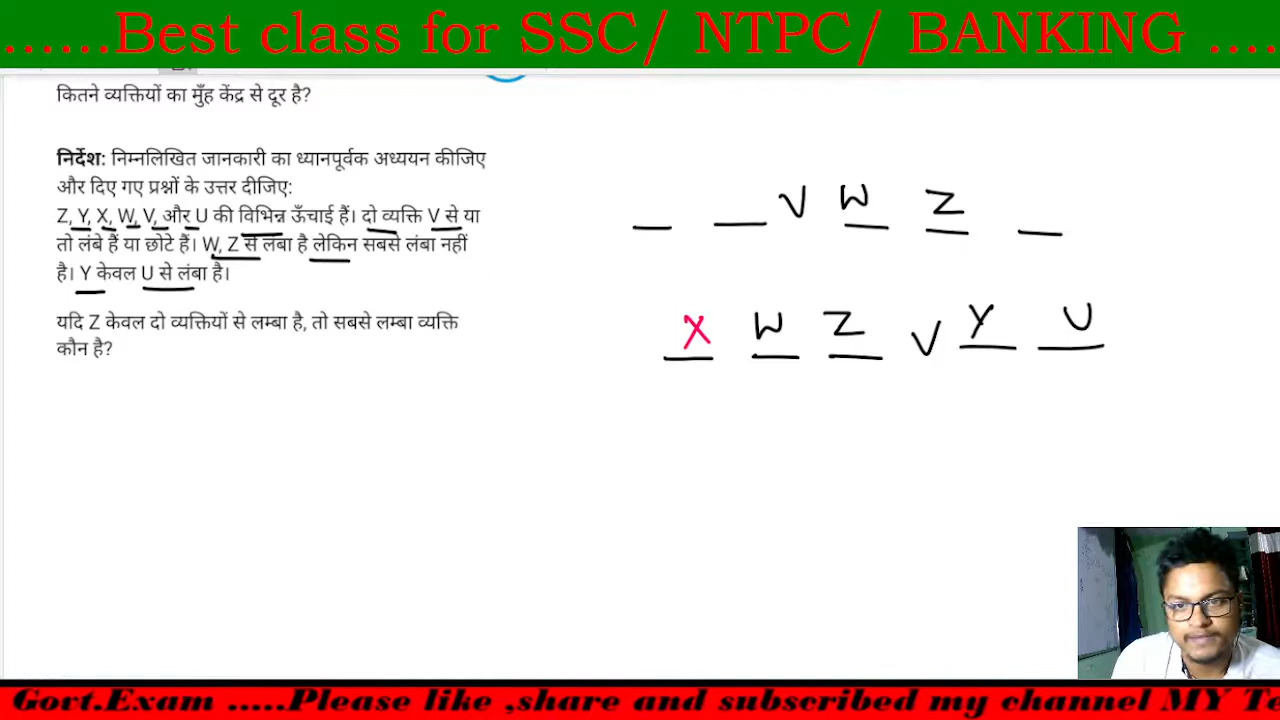 ......Best class for SSC/ NTPC/ BANKING ....
कितने व्यक्तियों का मुँह केंद्र से दूर है?
निर्देश: निम्नलिखित जानकारी का ध्यानपूर्वक अध्ययन कीजिए
और दिए गए प्रश्नों के उत्तर दीजिए:
Z, Y, X, W, V, और U की विभिन्न ऊँचाई हैं। दो व्यक्ति V से या
तो लंबे हैं या छोटे हैं। W, Z से लंबा है लेकिन सबसे लंबा नहीं
है। Y केवल U से लंबा है।
यदि Z केवल दो व्यक्तियों से लम्बा है, तो सबसे लम्बा व्यक्ति
कौन है?
V W Z
X W Z V Y U
Govt.Exam .....Please like ,share and subscribed my channel MY Te